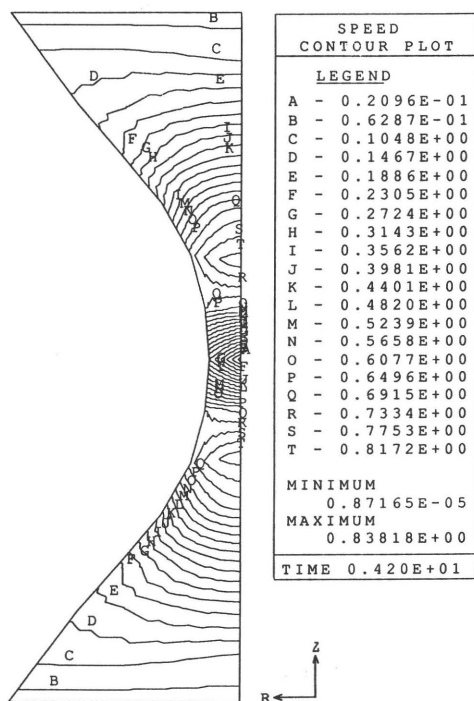 SPEED
CONTOUR PLOT
LEGEND
A - 0.2096E-01
B - 0.6287E-01
C - 0.1048E+00
D - 0.1467E+00
E - 0.1886E+00
F - 0.2305E+00
G - 0.2724E+00
H - 0.3143E+00
I - 0.3562E+00
J - 0.3981E+00
K - 0.4401E+00
L - 0.4820E+00
M - 0.5239E+00
N - 0.5658E+00
O - 0.6077E+00
P - 0.6496E+00
Q - 0.6915E+00
R - 0.7334E+00
S - 0.7753E+00
T - 0.8172E+00
MINIMUM
0.87165E-05
MAXIMUM
0.83818E+00
TIME 0.420E+01
B
C
D
E
F
G
H
I
J
K
L
M
N
O
P
Q
S
T
R
Q
P
Q
P
O
N
M
L
K
G
F
E
D
C
B
Z
R